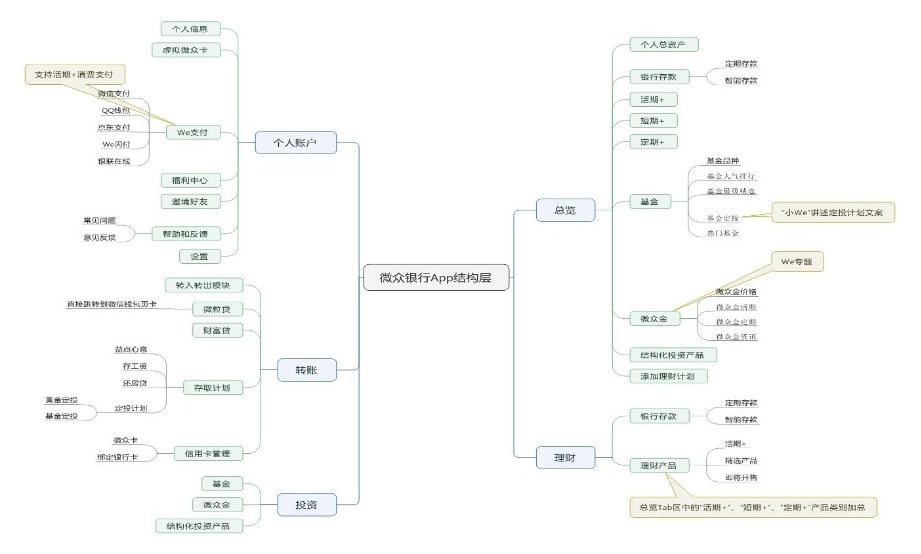 微众银行App结构层
个人账户
个人信息
虚拟微众卡
We支付
支持活期+消费支付
微信支付
QQ钱包
京东支付
We闪付
银联在线
福利中心
邀请好友
帮助和反馈
常见问题
意见反馈
设置
转账
转入转出模块
微粒贷
直接跳转到微信钱包页卡
财富贷
存取计划
益点心意
存工资
还房贷
定投计划
黄金定投
基金定投
信用卡管理
微众卡
绑定银行卡
投资
基金
微众金
结构化投资产品
总览
个人总资产
银行存款
定期存款
智能存款
活期+
短期+
定期+
基金
基金品种
基金人气排行
基金晨级精选
基金定投
"小We"讲述定投计划文案
热门基金
微众金
We专题
微众金价格
微众金活期
微众金定期
微众金资讯
结构化投资产品
添加理财计划
理财
银行存款
定期存款
智能存款
理财产品
活期+
精选产品
即将开售
总览Tab区中的"活期+"、"短期+"、"定期+"产品类别加总